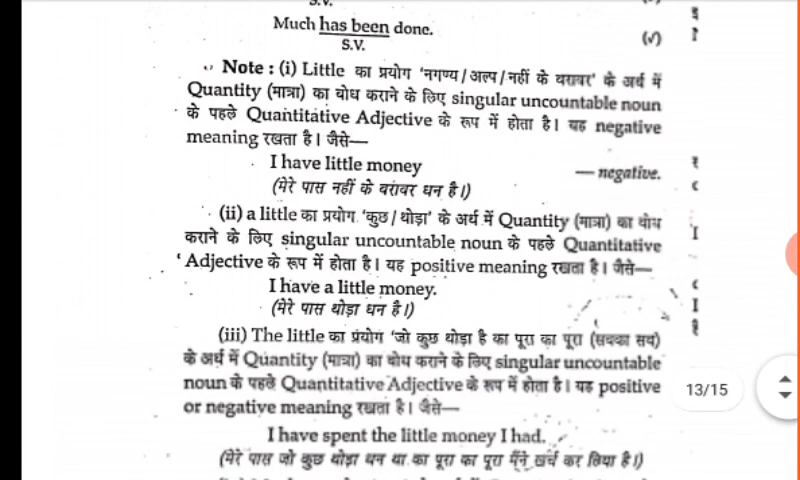 S.V.
Much has been done.
(√)
S.V.
Note : (i) Little का प्रयोग 'नगण्य/अल्प/नहीं के बराबर' के अर्थ में
Quantity (मात्रा) का बोध कराने के लिए singular uncountable noun
के पहले Quantitative Adjective के रूप में होता है। यह negative
meaning रखता है। जैसे—
I have little money
— negative.
(मेरे पास नहीं के बराबर धन है।)
(ii) a little का प्रयोग 'कुछ/थोड़ा' के अर्थ में Quantity (मात्रा) का बोध
कराने के लिए singular uncountable noun के पहले Quantitative
Adjective के रूप में होता है। यह positive meaning रखता है। जैसे—
I have a little money.
(मेरे पास थोड़ा धन है।)
(iii) The little का प्रयोग 'जो कुछ थोड़ा है का पूरा का पूरा (सबका सब)
के अर्थ में Quantity (मात्रा) का बोध कराने के लिए singular uncountable
noun के पहले Quantitative Adjective के रूप में होता है। यह positive
or negative meaning रखता है। जैसे—
13/15
I have spent the little money I had.
(मेरे पास जो कुछ थोड़ा धन था का पूरा का पूरा मैंने खर्च कर लिया है।)